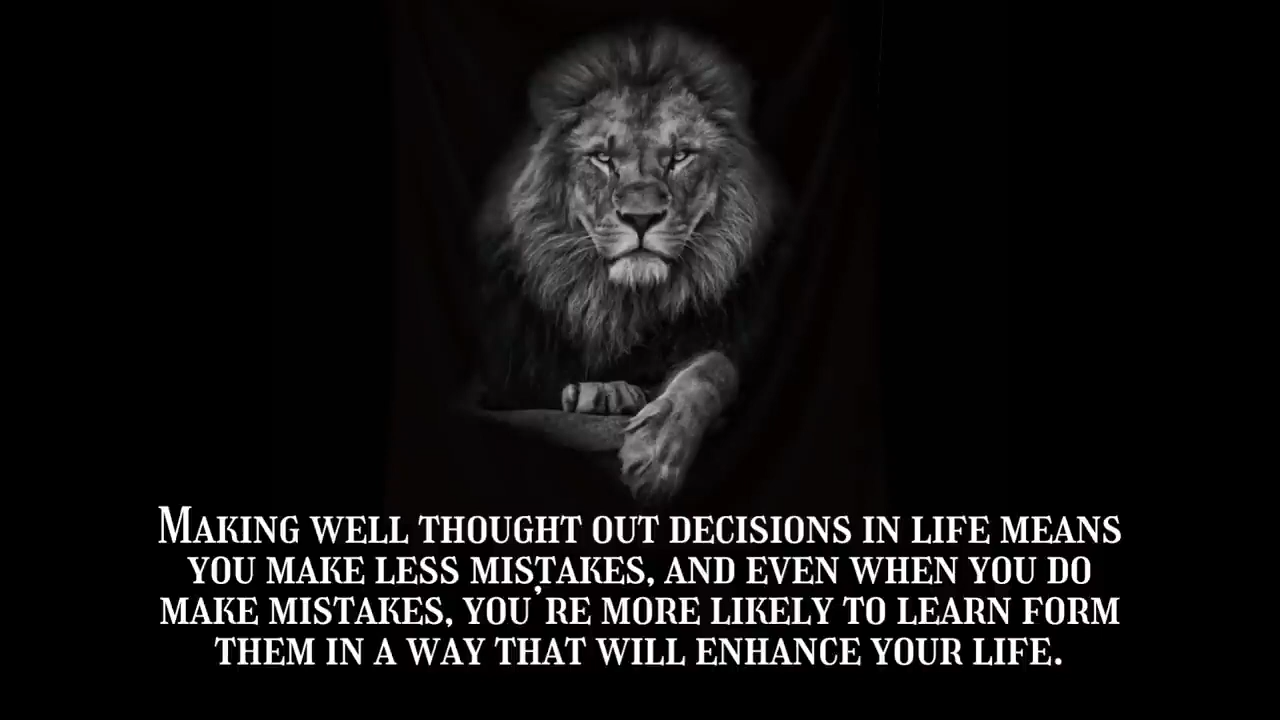 Making well thought out decisions in life means
you make less mistakes, and even when you do
make mistakes, you're more likely to learn form
them in a way that will enhance your life.